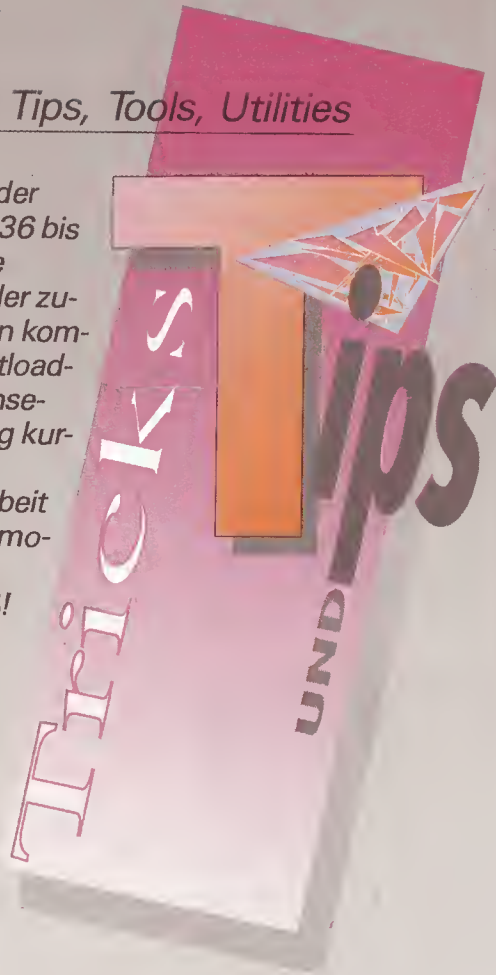 Tips, Tools, Utilities
der
36 bis
e
ler zu-
n kom-
tload-
nse-
g kur-
beit
mo-
s!
Tricks
UND
Tips